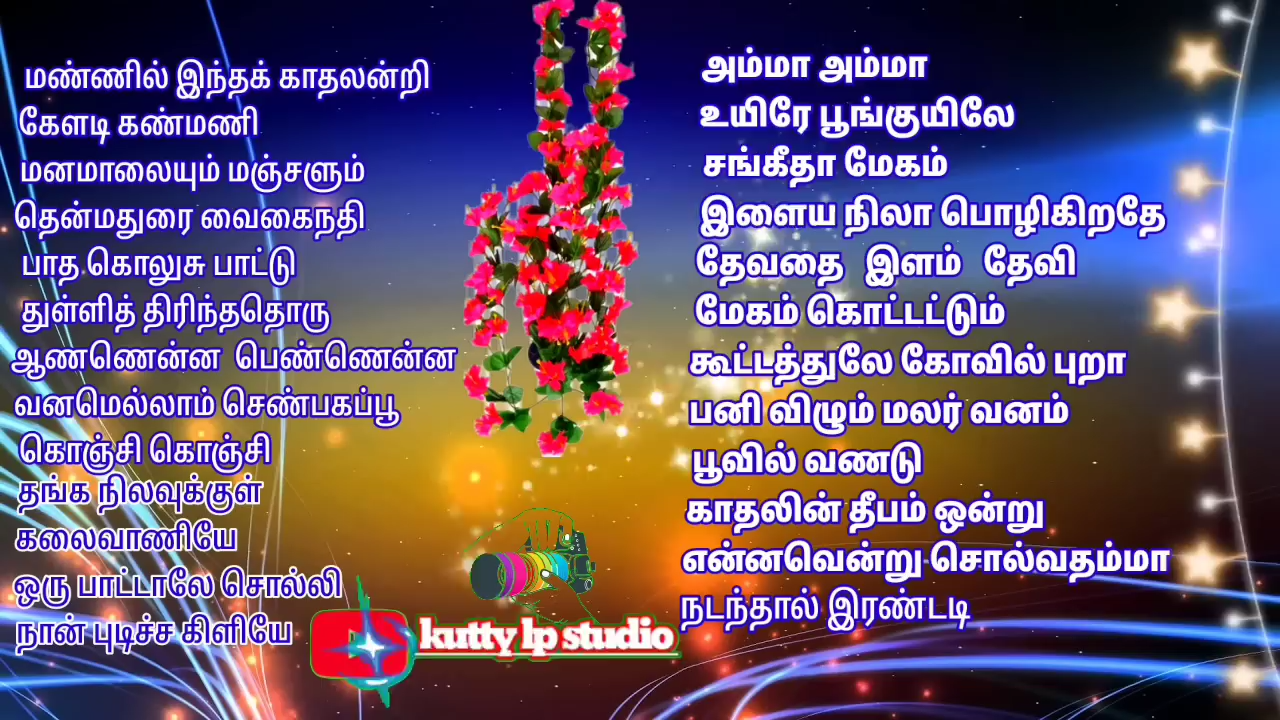 மண்ணில் இந்தக் காதலன்றி
கேளடி கண்மணி
மனமாலையும் மஞ்சளும்
தென்மதுரை வைகைநதி
பாத கொலுசு பாட்டு
துள்ளித் திரிந்ததொரு
ஆணணென்ன பெண்ணென்ன
வனமெல்லாம் செண்பகப்பூ
கொஞ்சி கொஞ்சி
தங்க நிலவுக்குள்
கலைவாணியே
ஒரு பாட்டாலே சொல்லி
நான் புடிச்ச கிளியே
அம்மா அம்மா
உயிரே பூங்குயிலே
சங்கீதா மேகம்
இளைய நிலா பொழிகிறதே
தேவதை இளம் தேவி
மேகம் கொட்டட்டும்
கூட்டத்துலே கோவில் புறா
பனி விழும் மலர் வனம்
பூவில் வணடு
காதலின் தீபம் ஒன்று
என்னவென்று சொல்வதம்மா
நடந்தால் இரண்டடி
kutty lp studio